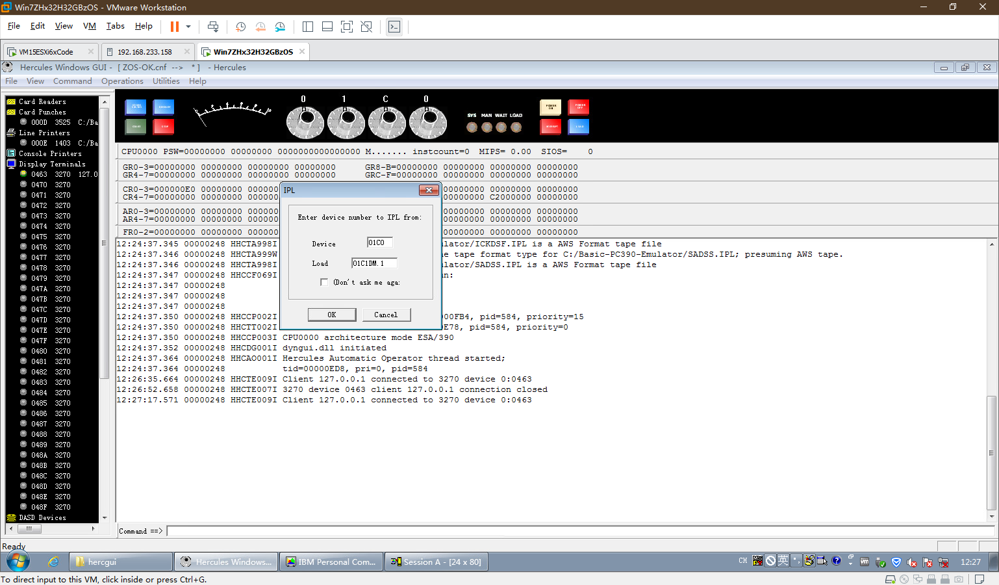 Win7ZHx32H32GBzOS - VMware Workstation
File Edit View VM Tabs Help
VM15ESXi6xCode 192.168.233.158 Win7ZHx32H32GBzOS
Hercules Windows GUI - [ ZOS-OK.cnf --> * ] - Hercules
File View Command Operations Utilities Help
Card Readers
Card Punches
000D 3525 C:/Ba
Line Printers
000E 1403 C:/Ba
Console Printers
Display Terminals
0463 3270 127.0
0470 3270
0471 3270
0472 3270
0473 3270
0474 3270
0475 3270
0476 3270
0477 3270
0478 3270
0479 3270
047A 3270
047B 3270
047C 3270
047D 3270
047E 3270
047F 3270
0480 3270
0481 3270
0482 3270
0483 3270
0484 3270
0485 3270
0486 3270
0487 3270
0488 3270
0489 3270
048A 3270
048B 3270
048C 3270
048D 3270
048E 3270
048F 3270
DASD Devices
0 1 C 0
SYS MAN WAIT LOAD
POWER ON
POWER OFF
CPU0000 PSW=00000000 00000000 0000000000000000 M....... instcount=0 MIPS= 0.00 SIOS= 0
GR0-3=00000000 00000000 00000000 00000000 GR8-B=00000000 00000000 00000000 00000000
GR4-7=00000000 00000000 00000000 00000000 GRC-F=00000000 00000000 00000000 00000000
CR0-3=000000E0 00000000 000000 00000000 00000000 00000000
CR4-7=00000000 00000000 000000 00000000 C2000000 00000000
AR0-3=00000000 00000000 000000 00000000 00000000 00000000
AR4-7=00000000 00000000 000000 00000000 00000000 00000000
FR0-2=00000000 00000000 000000 00000000 00000000 00000000
IPL
Enter device number to IPL from:
Device 01C0
Load 01C1DM.1
(Don't ask me aga:
OK Cancel
12:24:37.345 00000248 HHCTA998I ulator/ICKDSF.IPL is a AWS Format tape file
12:24:37.346 00000248 HHCTA999W ne tape format type for C:/Basic-PC390-Emulator/SADSS.IPL; presuming AWS tape.
12:24:37.346 00000248 HHCTA998I ulator/SADSS.IPL is a AWS Format tape file
12:24:37.347 00000248 HHCCF069I un:
12:24:37.347 00000248
12:24:37.347 00000248
12:24:37.347 00000248
12:24:37.350 00000248 HHCCP002I 00FB4, pid=584, priority=15
12:24:37.350 00000248 HHCTT002I 0E78, pid=584, priority=0
12:24:37.350 00000248 HHCCP003I CPU0000 architecture mode ESA/390
12:24:37.352 00000248 HHCDG001I dyngui.dll initiated
12:24:37.364 00000248 HHCAO001I Hercules Automatic Operator thread started;
12:24:37.364 00000248 tid=00000ED8, pri=0, pid=584
12:26:35.664 00000248 HHCTE009I Client 127.0.0.1 connected to 3270 device 0:0463
12:26:52.658 00000248 HHCTE007I 3270 device 0463 client 127.0.0.1 connection closed
12:27:17.571 00000248 HHCTE009I Client 127.0.0.1 connected to 3270 device 0:0463
Command ==>
Ready
hercgui Hercules Windows... IBM Personal Com... Session A - [24 x 80] CH 英 12:27
To direct input to this VM, click inside or press Ctrl+G.